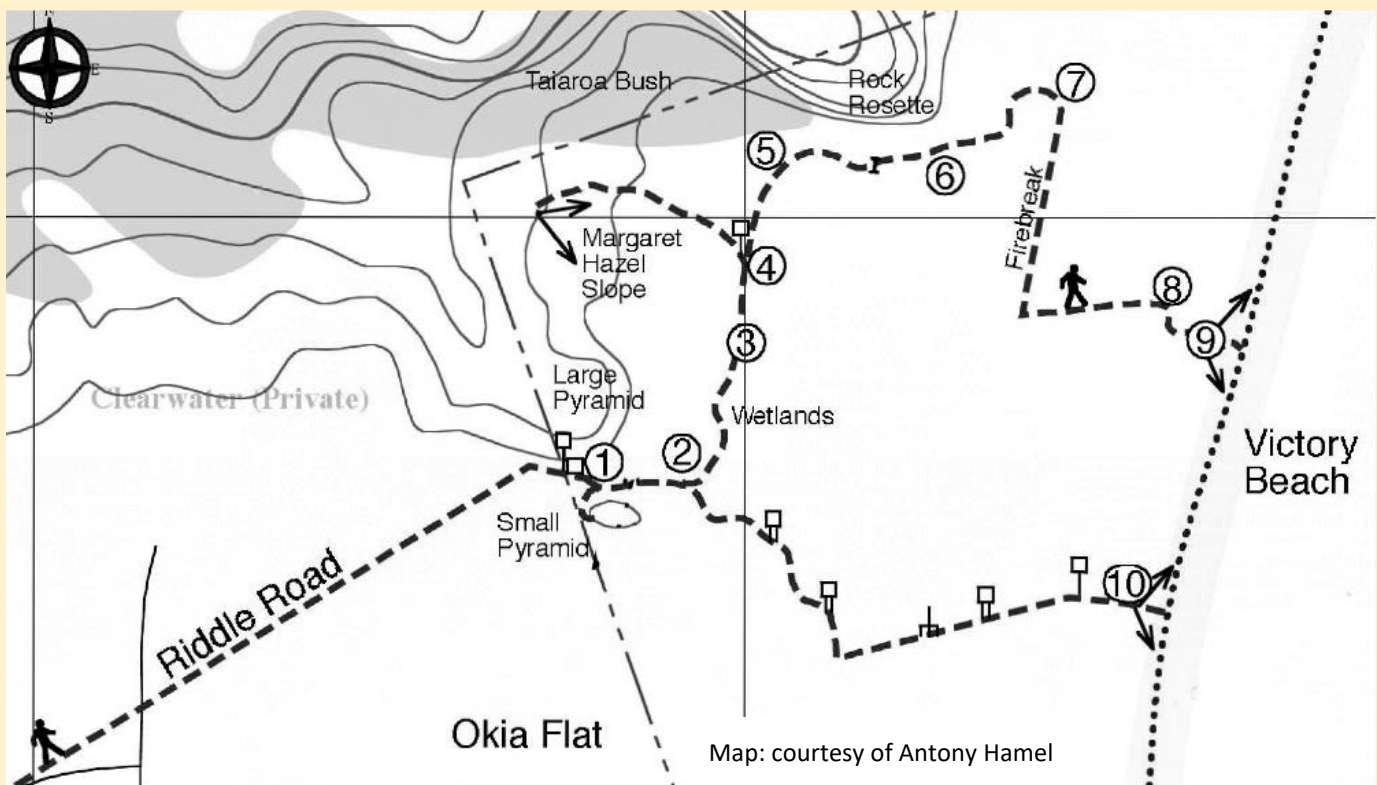 N
E
S
Taiaroa Bush
Rock
Rosette
7
5
6
Firebreak
Margaret
Hazel
Slope
4
8
9
3
Large
Pyramid
Clearwater (Private)
Wetlands
Victory
Beach
1
2
Small
Pyramid
10
Riddle Road
Okia Flat
Map: courtesy of Antony Hamel